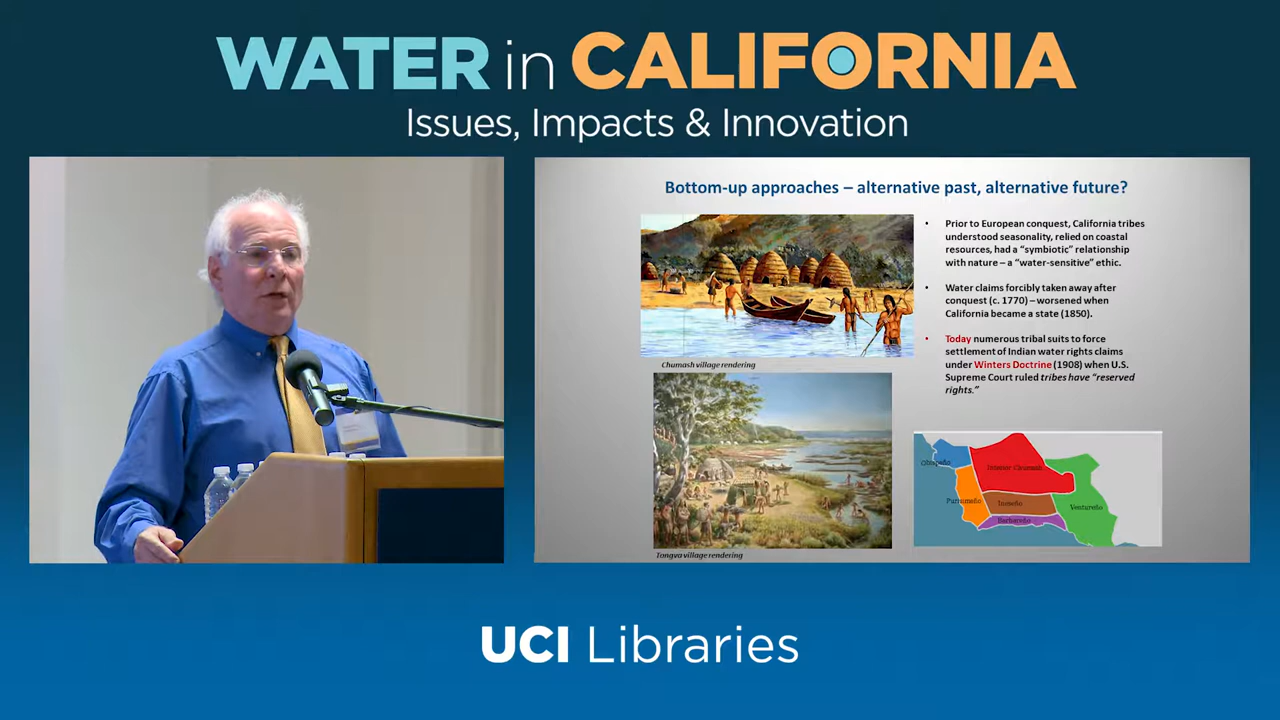 WATER in CALIFORNIA
Issues, Impacts & Innovation
Bottom-up approaches – alternative past, alternative future?
Chumash village rendering
Tongva village rendering
• Prior to European conquest, California tribes
understood seasonality, relied on coastal
resources, had a “symbiotic” relationship
with nature – a “water-sensitive” ethic.
• Water claims forcibly taken away after
conquest (c. 1770) – worsened when
California became a state (1850).
• Today numerous tribal suits to force
settlement of Indian water rights claims
under Winters Doctrine (1908) when U.S.
Supreme Court ruled tribes have “reserved
rights.”
Obispeño
Interior Chumash
Purisimeño
Ineseño
Ventureño
Barbareño
UCI Libraries